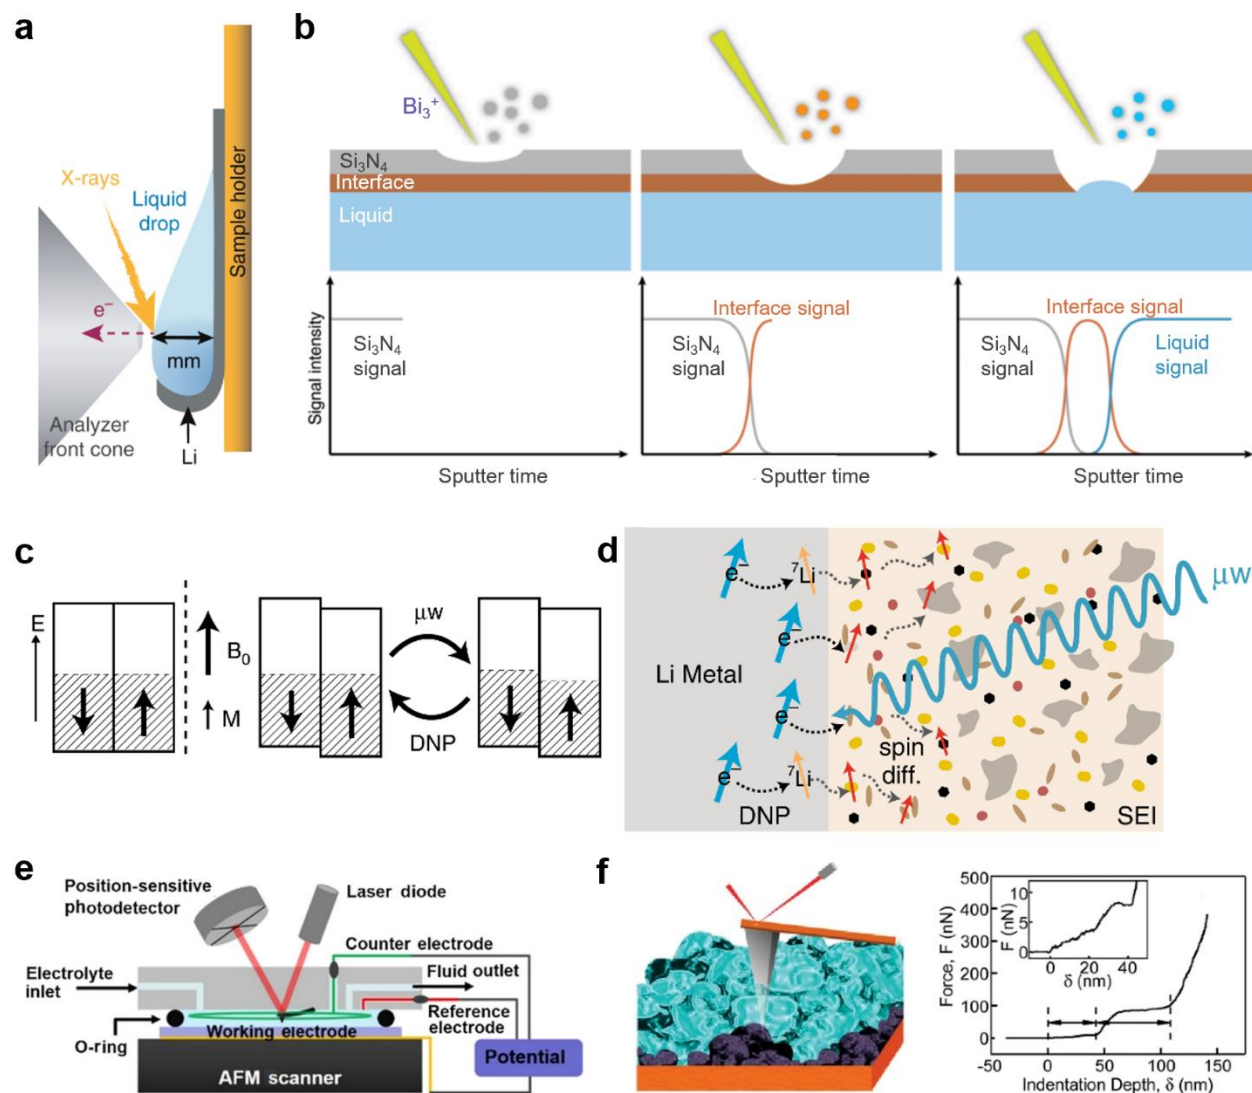 a
X-rays
Liquid
drop
Sample holder
e⁻
mm
Analyzer
front cone
Li
b
Bi₃⁺
Si₃N₄
Interface
Liquid
Signal intensity
Si₃N₄
signal
Sputter time
Interface signal
Si₃N₄
signal
Sputter time
Interface signal
Si₃N₄
signal
Liquid
signal
Sputter time
c
E
B₀
M
μw
DNP
d
e⁻
⁷Li
μw
e⁻
Li Metal
e⁻
spin
diff.
e⁻
⁷Li
DNP
SEI
e
Position-sensitive
photodetector
Laser diode
Counter electrode
Electrolyte
inlet
Fluid outlet
Reference
electrode
O-ring
Working electrode
Potential
AFM scanner
f
Force, F (nN)
500
400
300
200
100
0
F (nN)
10
5
0
0 20 40
δ (nm)
-50 0 50 100 150
Indentation Depth, δ (nm)